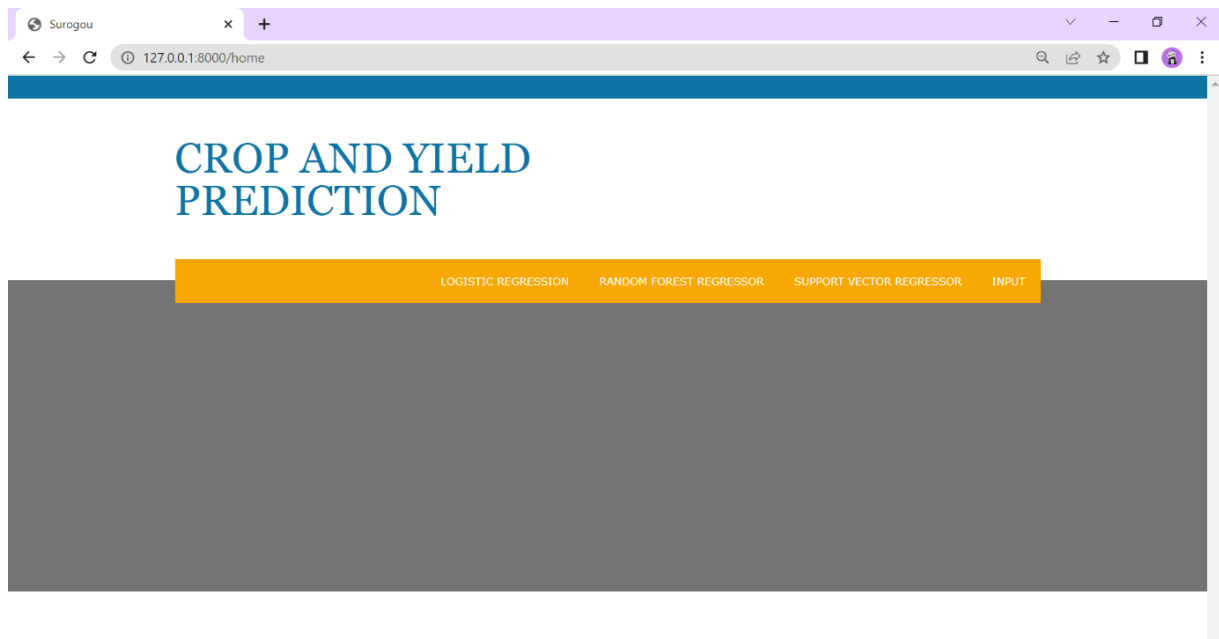 Surogou
127.0.0.1:8000/home
CROP AND YIELD
PREDICTION
LOGISTIC REGRESSION RANDOM FOREST REGRESSOR SUPPORT VECTOR REGRESSOR INPUT